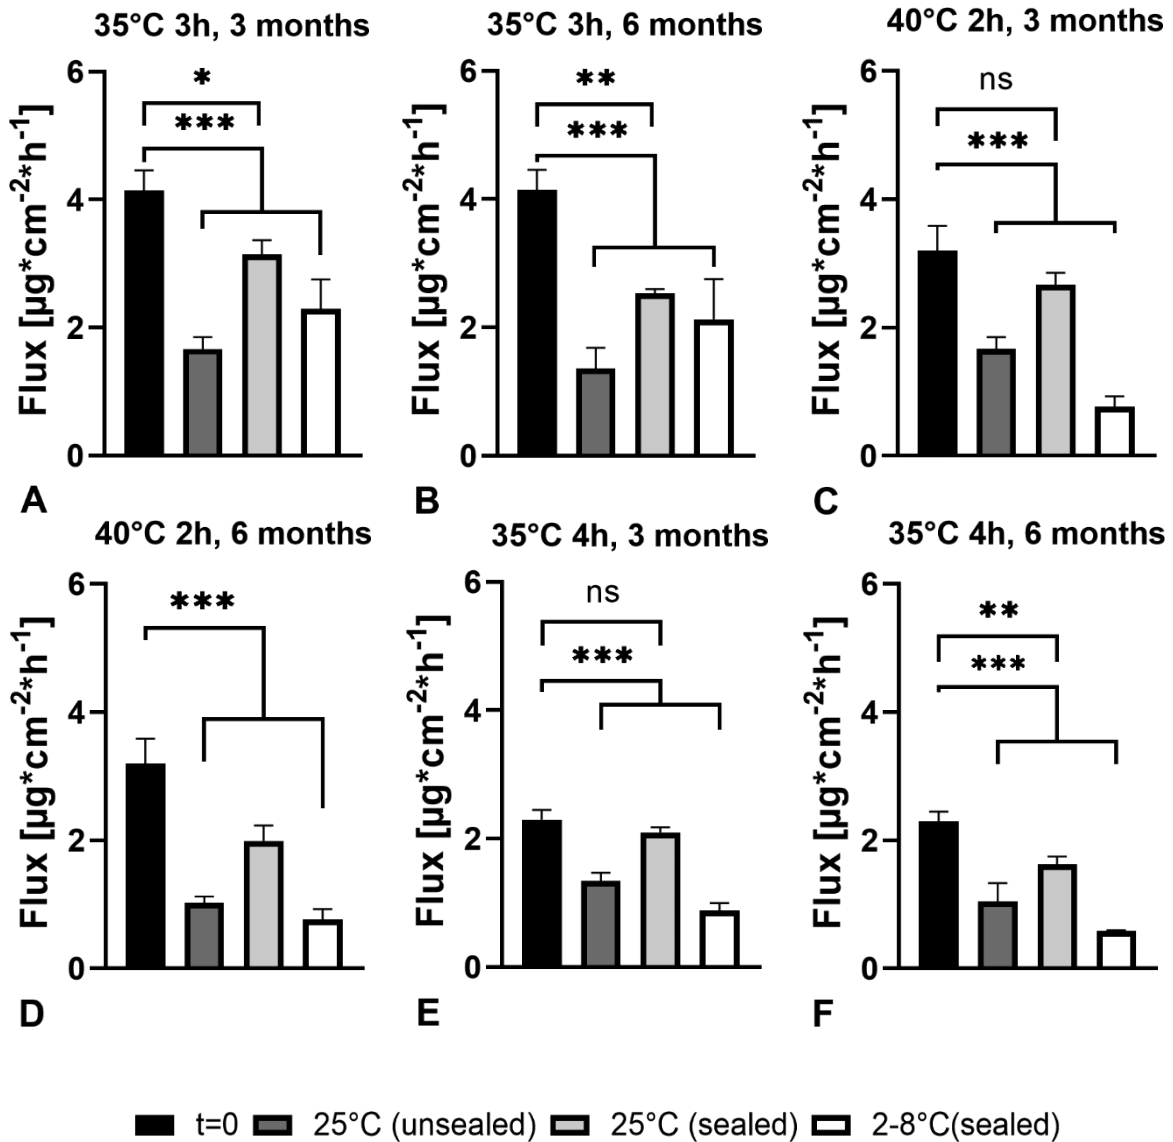 35°C 3h, 3 months
35°C 3h, 6 months
40°C 2h, 3 months
Flux [µg*cm⁻²*h⁻¹]
6
4
2
0
*
***
A
Flux [µg*cm⁻²*h⁻¹]
6
4
2
0
**
***
B
Flux [µg*cm⁻²*h⁻¹]
6
4
2
0
ns
***
C
40°C 2h, 6 months
35°C 4h, 3 months
35°C 4h, 6 months
Flux [µg*cm⁻²*h⁻¹]
6
4
2
0
***
D
Flux [µg*cm⁻²*h⁻¹]
6
4
2
0
ns
***
E
Flux [µg*cm⁻²*h⁻¹]
6
4
2
0
**
***
F
t=0 25°C (unsealed) 25°C (sealed) 2-8°C(sealed)